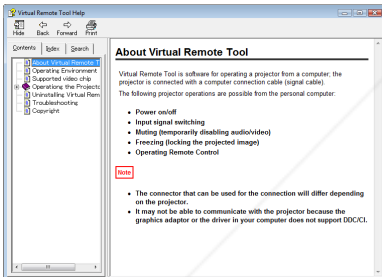 Virtual Remote Tool Help
Hide Back Forward Print
Contents Index Search
About Virtual Remote T
Operating Environment
Supported video chip
Operating the Projecto
Uninstalling Virtual Rem
Troubleshooting
Copyright
About Virtual Remote Tool
Virtual Remote Tool is software for operating a projector from a computer; the
projector is connected with a computer connection cable (signal cable).
The following projector operations are possible from the personal computer:
• Power on/off
• Input signal switching
• Muting (temporarily disabling audio/video)
• Freezing (locking the projected image)
• Operating Remote Control
Note
• The connector that can be used for the connection will differ depending
on the projector.
• It may not be able to communicate with the projector because the
graphics adaptor or the driver in your computer does not support DDC/CI.